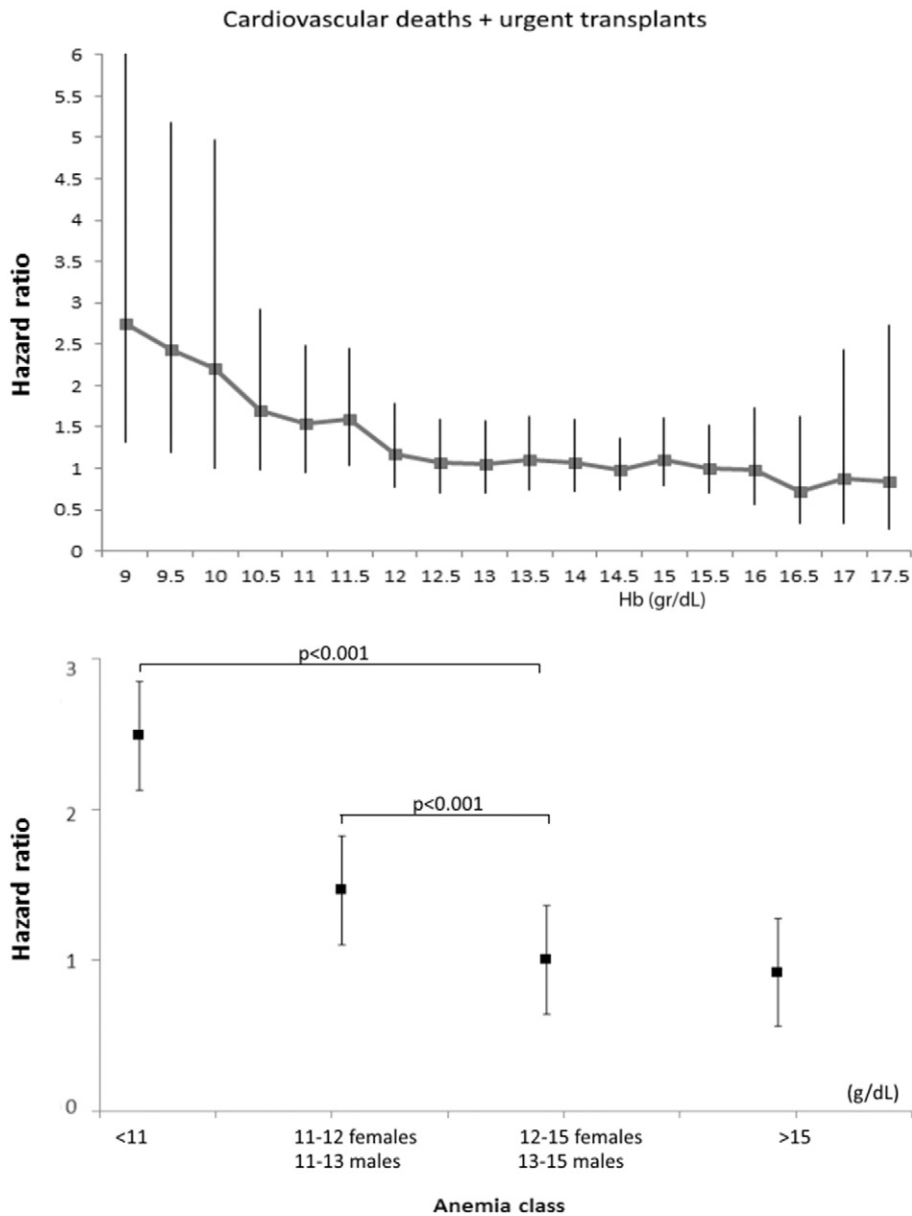 Cardiovascular deaths + urgent transplants
6
5.5
5
4.5
4
3.5
3
2.5
2
1.5
1
0.5
0
Hazard ratio
9 9.5 10 10.5 11 11.5 12 12.5 13 13.5 14 14.5 15 15.5 16 16.5 17 17.5
Hb (gr/dL)
3
2
1
0
Hazard ratio
p<0.001
p<0.001
(g/dL)
<11 11-12 females 12-15 females >15
11-13 males 13-15 males
Anemia class